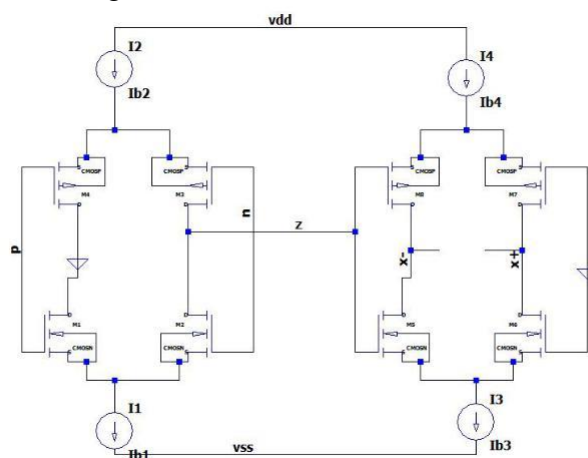 vdd
I2
I4
Ib2
Ib4
CMOSP
CMOSP
CMOSP
CMOSP
M4
M3
M8
M7
p
n
z
x-
x+
M1
M2
M5
M6
CMOSN
CMOSN
CMOSN
CMOSN
I1
I3
Ib1
vss
Ib3